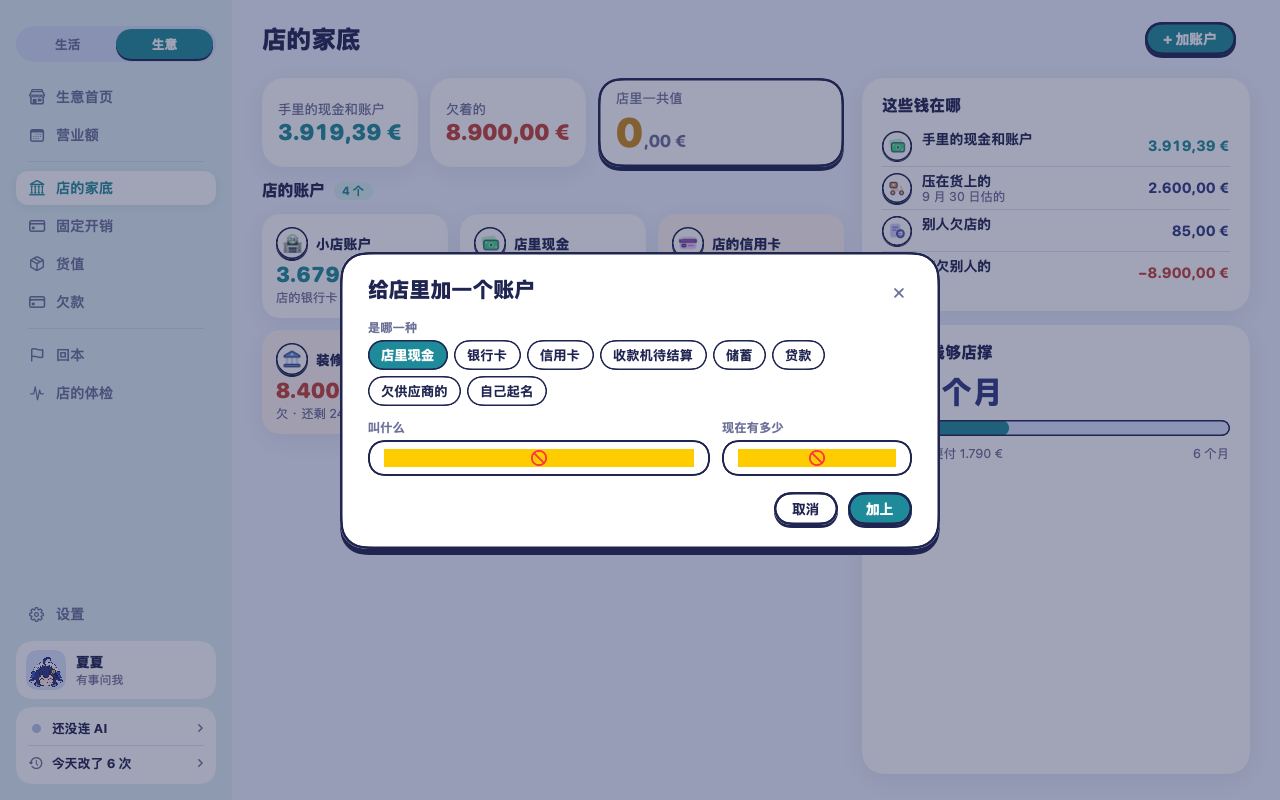 生活
生意
生意首页
营业额
店的家底
固定开销
货值
欠款
回本
店的体检
设置
夏夏
有事问我
还没连 AI
今天改了 6 次
店的家底
+ 加账户
手里的现金和账户
3.919,39 €
欠着的
8.900,00 €
店里一共值
0,00 €
店的账户
4 个
小店账户
3.679
店的银行卡
店里现金
店的信用卡
装修
8.400
欠 · 还剩 24
这些钱在哪
手里的现金和账户
3.919,39 €
压在货上的
9 月 30 日估的
2.600,00 €
别人欠店的
85,00 €
欠别人的
−8.900,00 €
够店撑
个月
付 1.790 €
6 个月
给店里加一个账户
×
是哪一种
店里现金
银行卡
信用卡
收款机待结算
储蓄
贷款
欠供应商的
自己起名
叫什么
现在有多少
取消
加上